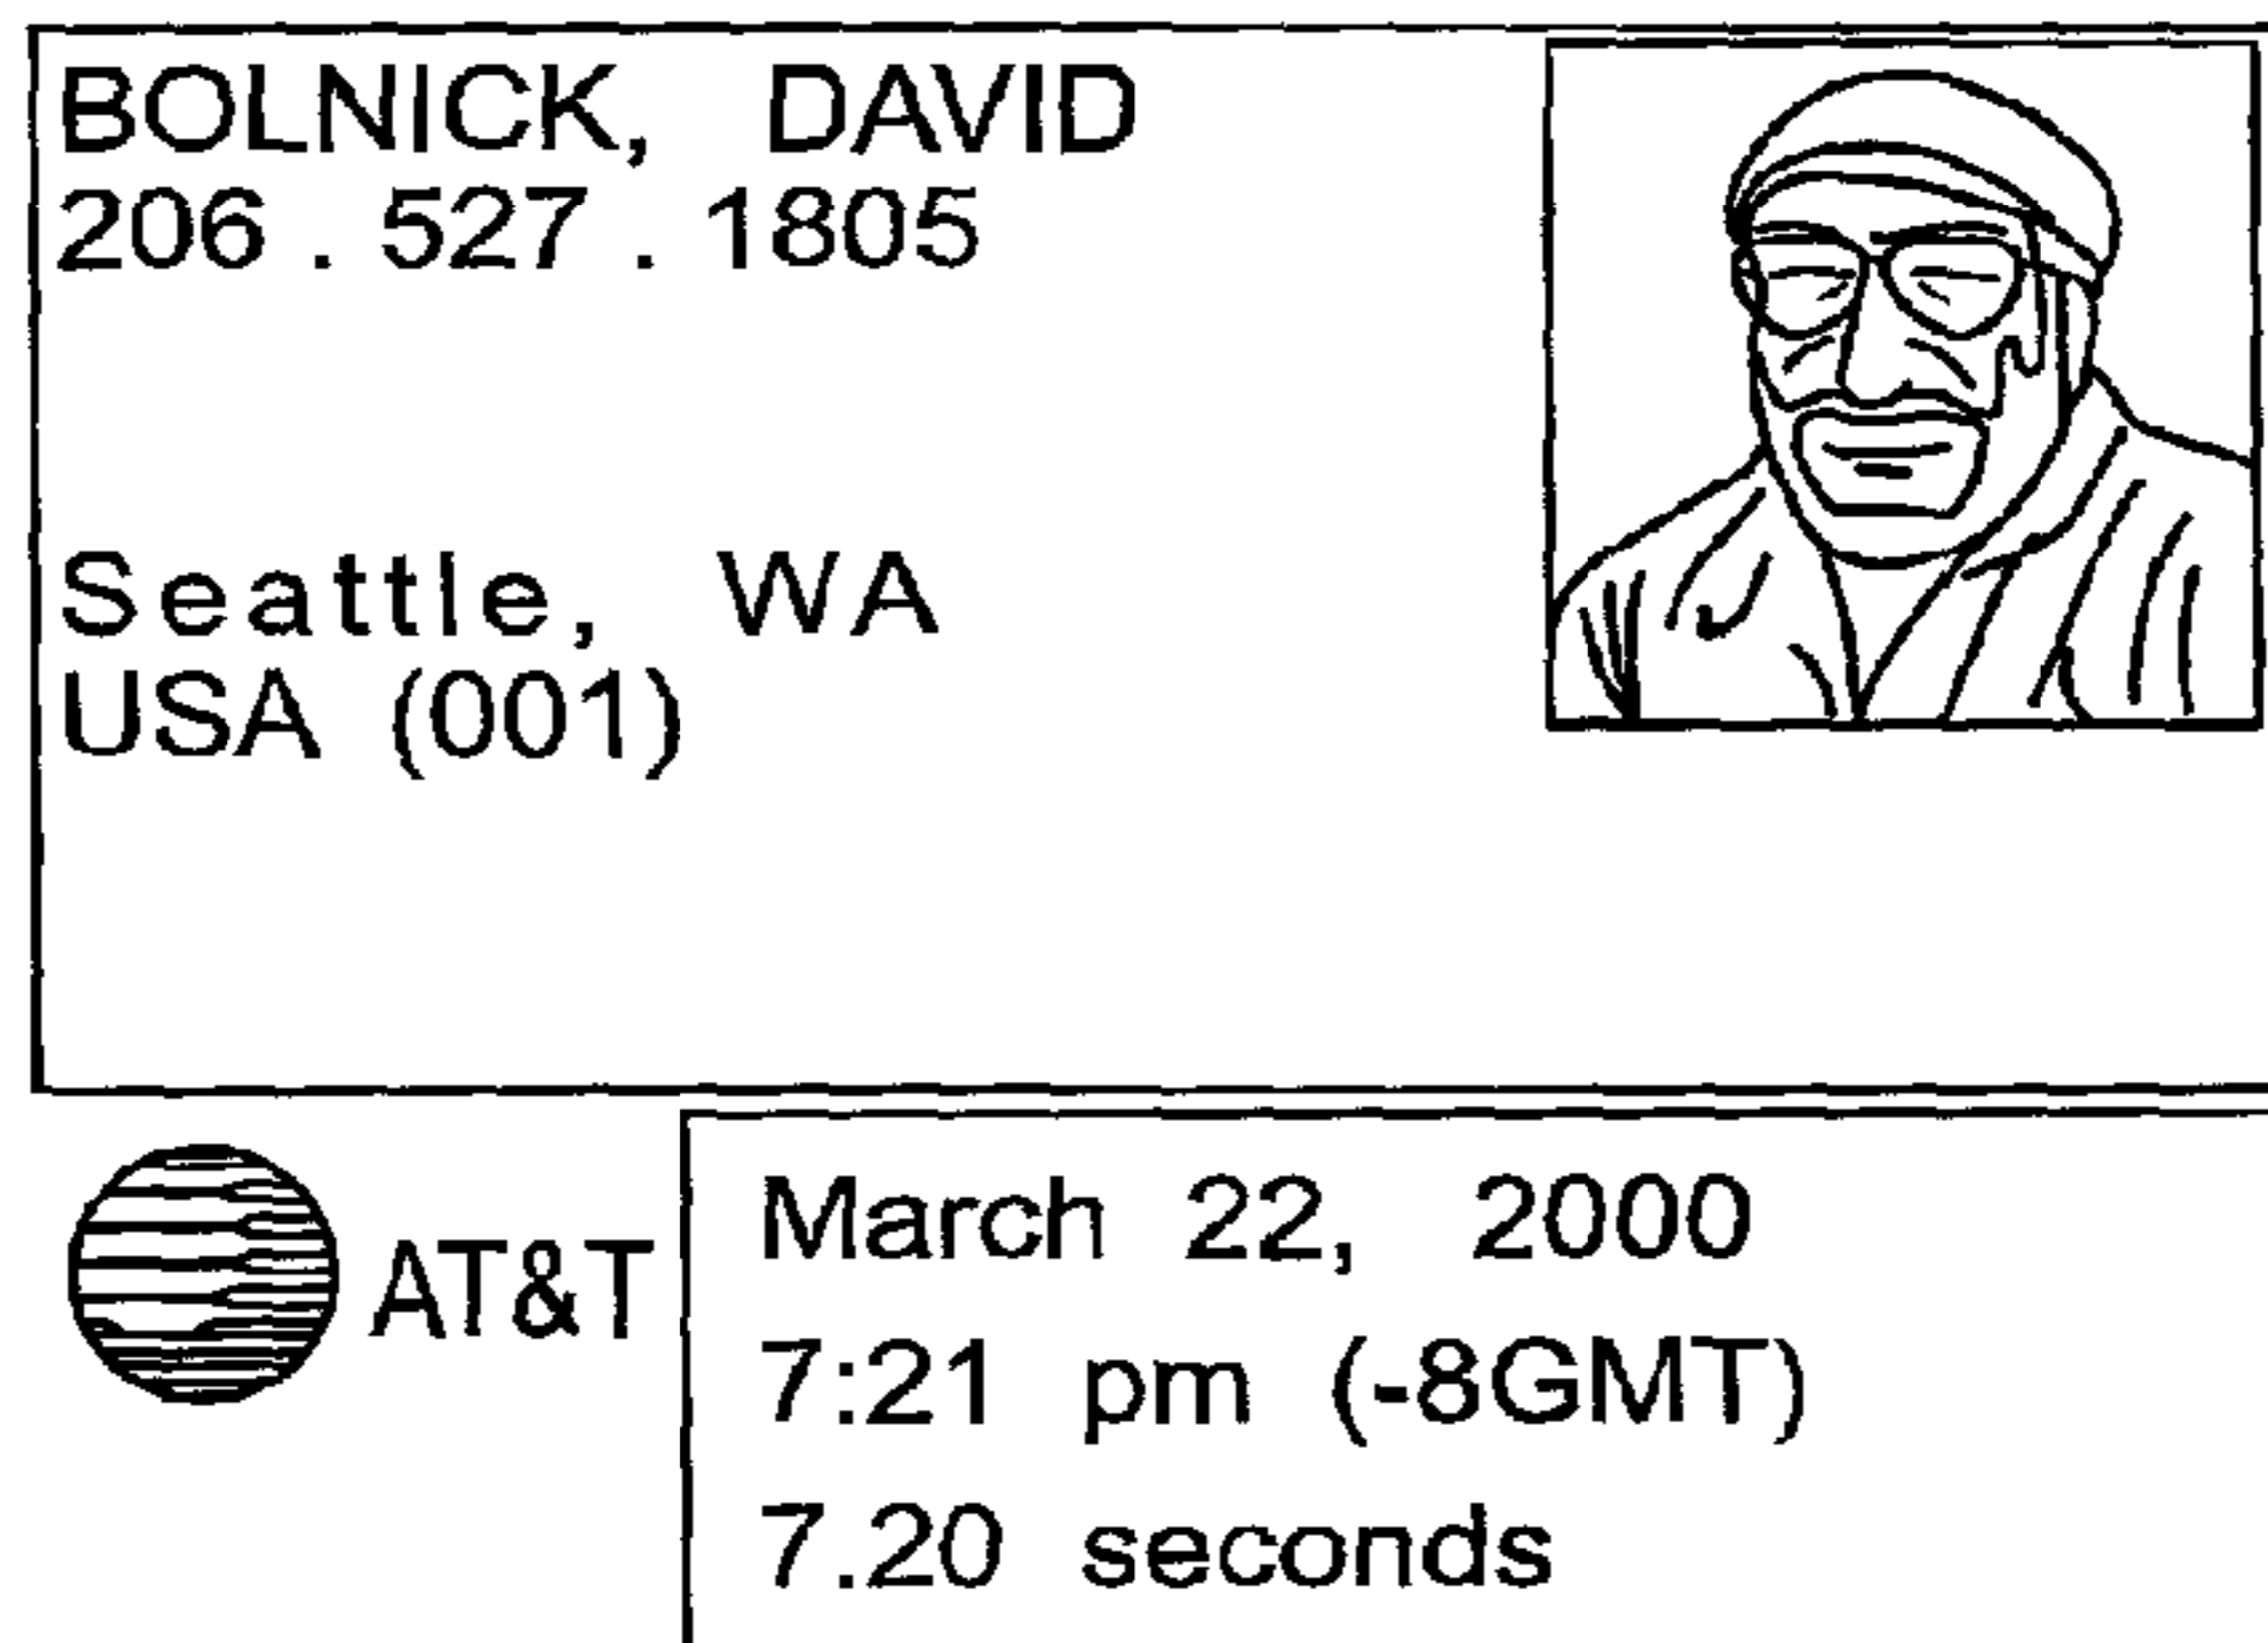 BOLNICK, DAVID
206 . 527 . 1805
Seattle, WA
USA (001)
AT&T
March 22, 2000
7:21 pm (-8GMT)
7.20 seconds